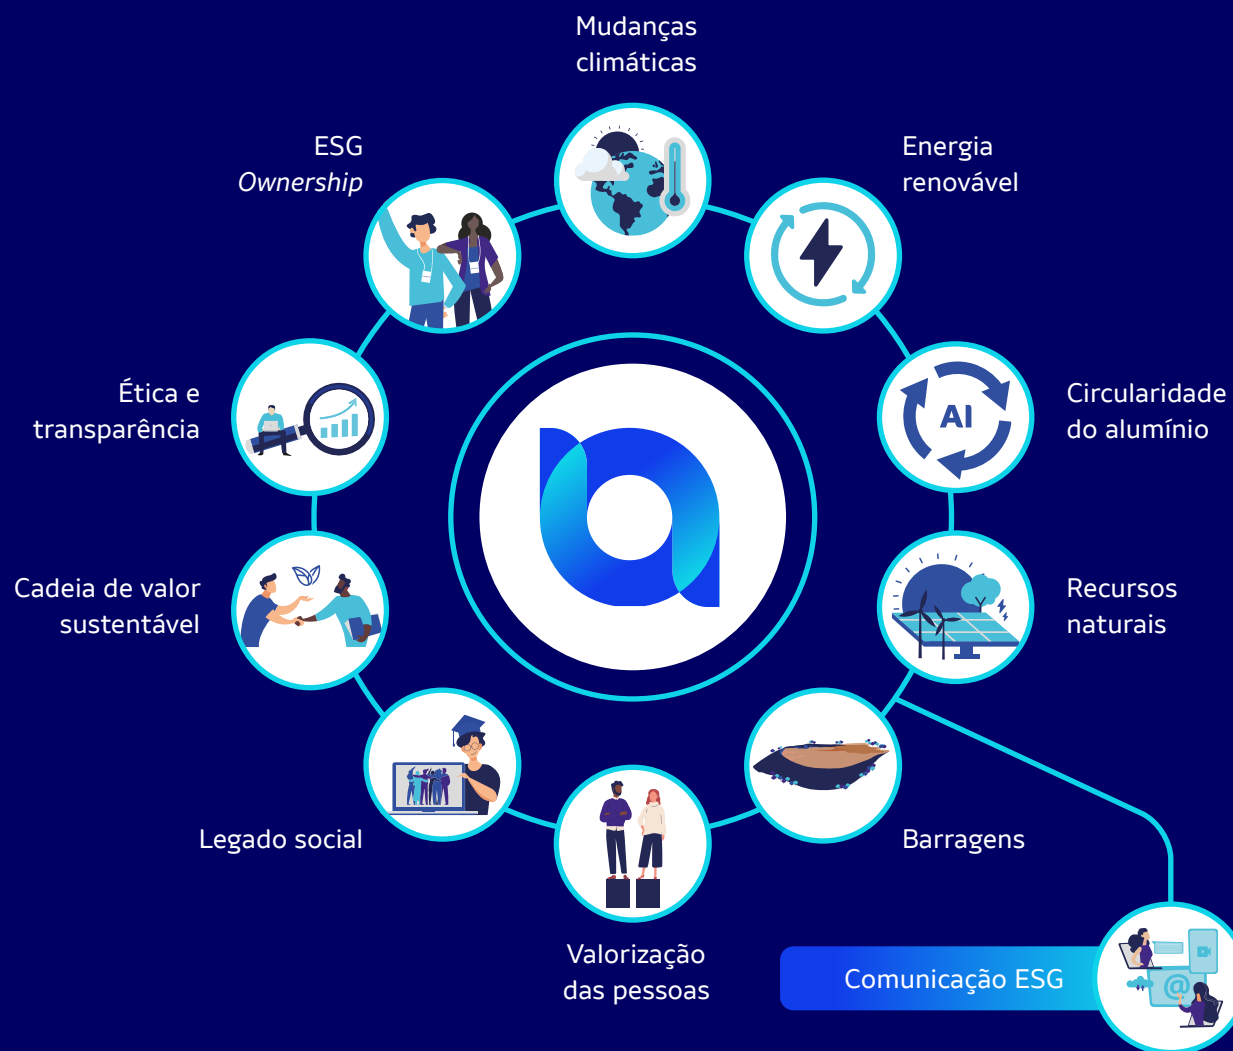 Mudanças
climáticas
Energia
renovável
Circularidade
do alumínio
AI
Recursos
naturais
Barragens
Valorização
das pessoas
Legado social
Cadeia de valor
sustentável
Ética e
transparência
ESG
Ownership
Comunicação ESG
@